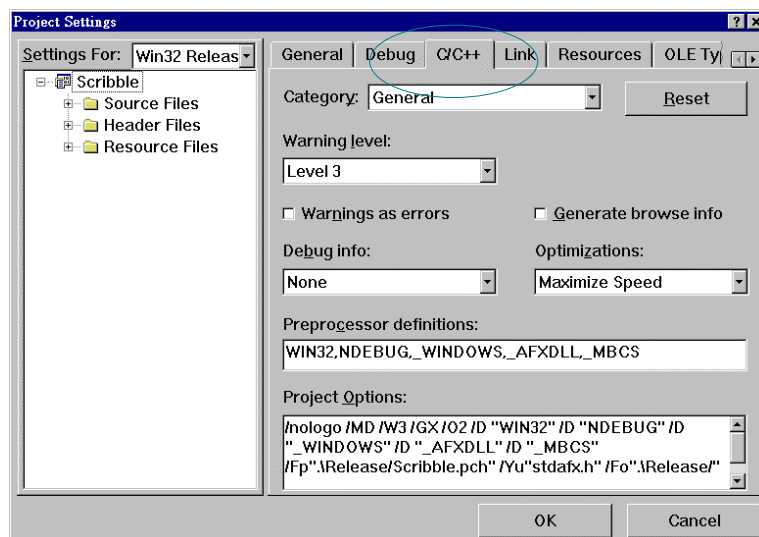 Project Settings
Settings For: Win32 Releas
General Debug C/C++ Link Resources OLE Ty
Scribble
Source Files
Header Files
Resource Files
Category: General Reset
Warning level:
Level 3
Warnings as errors Generate browse info
Debug info: Optimizations:
None Maximize Speed
Preprocessor definitions:
WIN32,NDEBUG,_WINDOWS,_AFXDLL,_MBCS
Project Options:
/nologo /MD /W3 /GX /O2 /D "WIN32" /D "NDEBUG" /D
"_WINDOWS" /D "_AFXDLL" /D "_MBCS"
/Fp".\Release/Scribble.pch" /Yu"stdafx.h" /Fo".\Release/"
OK Cancel